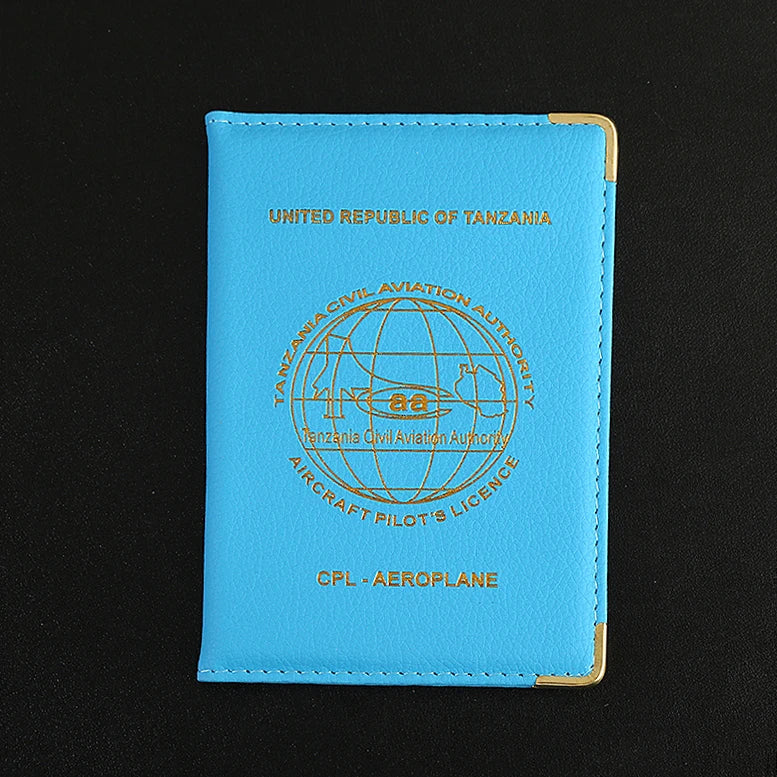 UNITED REPUBLIC OF TANZANIA
TANZANIA CIVIL AVIATION AUTHORITY
aa
Tanzania Civil Aviation Authority
AIRCRAFT PILOT'S LICENCE
CPL - AEROPLANE